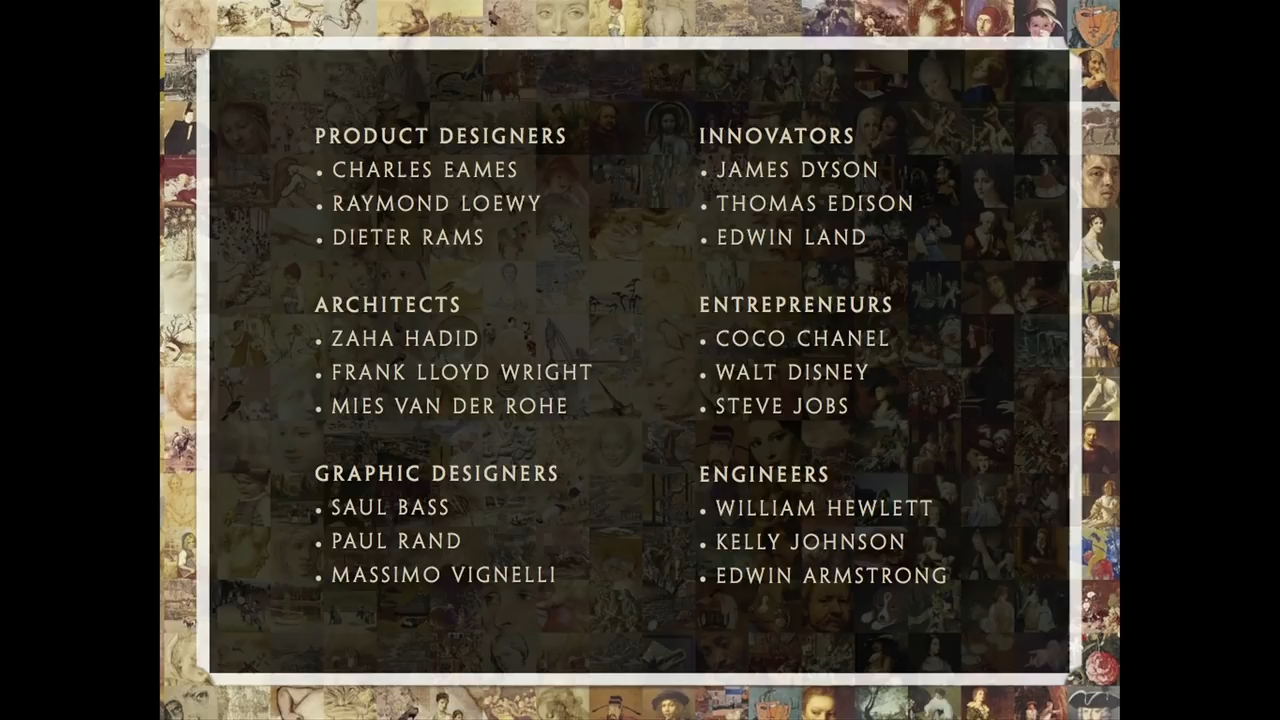 PRODUCT DESIGNERS
• CHARLES EAMES
• RAYMOND LOEWY
• DIETER RAMS
ARCHITECTS
• ZAHA HADID
• FRANK LLOYD WRIGHT
• MIES VAN DER ROHE
GRAPHIC DESIGNERS
• SAUL BASS
• PAUL RAND
• MASSIMO VIGNELLI
INNOVATORS
• JAMES DYSON
• THOMAS EDISON
• EDWIN LAND
ENTREPRENEURS
• COCO CHANEL
• WALT DISNEY
• STEVE JOBS
ENGINEERS
• WILLIAM HEWLETT
• KELLY JOHNSON
• EDWIN ARMSTRONG